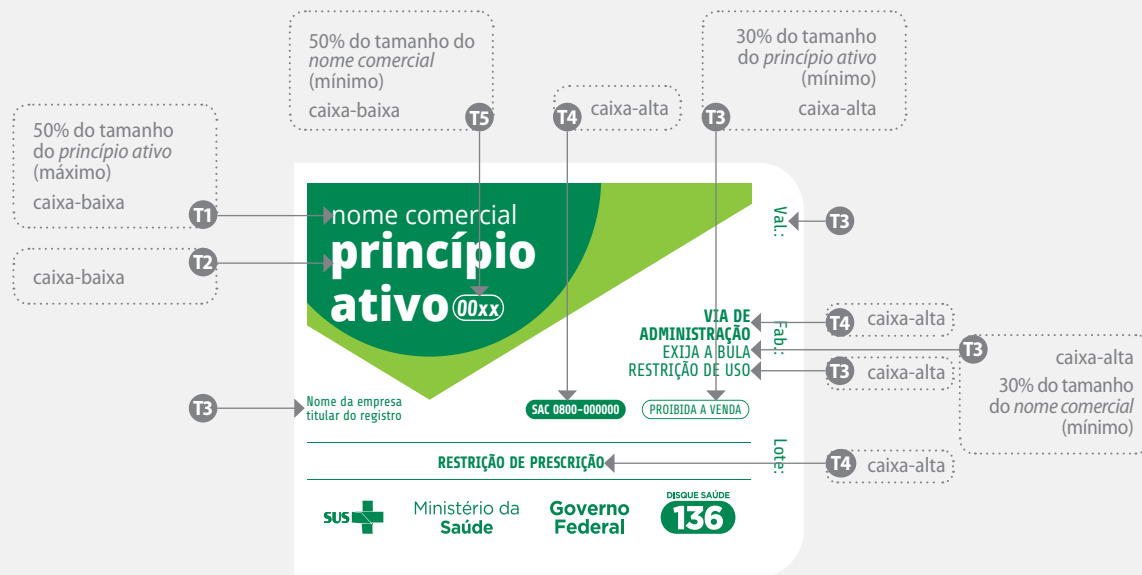 50% do tamanho do
nome comercial
(mínimo)
caixa-baixa
T5
T4
caixa-alta
30% do tamanho
do princípio ativo
(mínimo)
caixa-alta
T3
50% do tamanho
do princípio ativo
(máximo)
caixa-baixa
T1
caixa-baixa
T2
nome comercial
princípio
ativo 00xx
Val.:
T3
VIA DE
ADMINISTRAÇÃO
EXIJA A BULA
RESTRIÇÃO DE USO
Fab.:
T4
caixa-alta
T3
caixa-alta
T3
caixa-alta
30% do tamanho
do nome comercial
(mínimo)
T3
Nome da empresa
titular do registro
SAC 0800-000000
PROIBIDA A VENDA
RESTRIÇÃO DE PRESCRIÇÃO
Lote:
T4
caixa-alta
SUS
Ministério da
Saúde
Governo
Federal
DISQUE SAÚDE
136